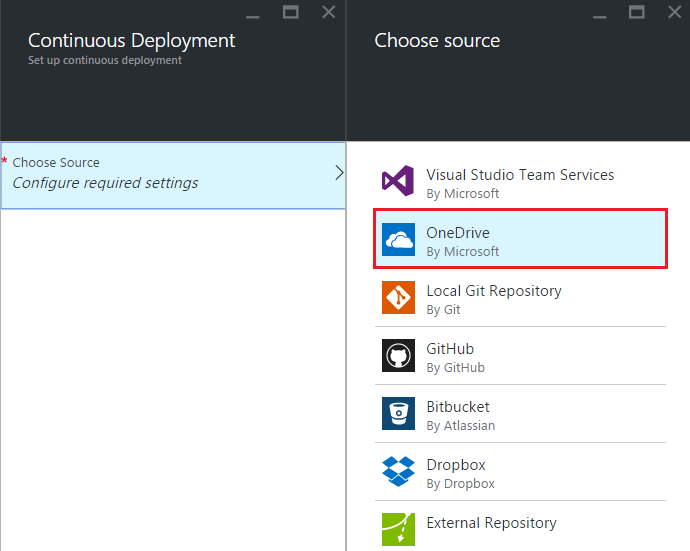 Continuous Deployment
Set up continuous deployment
* Choose Source
Configure required settings
Choose source
Visual Studio Team Services
By Microsoft
OneDrive
By Microsoft
Local Git Repository
By Git
GitHub
By GitHub
Bitbucket
By Atlassian
Dropbox
By Dropbox
External Repository